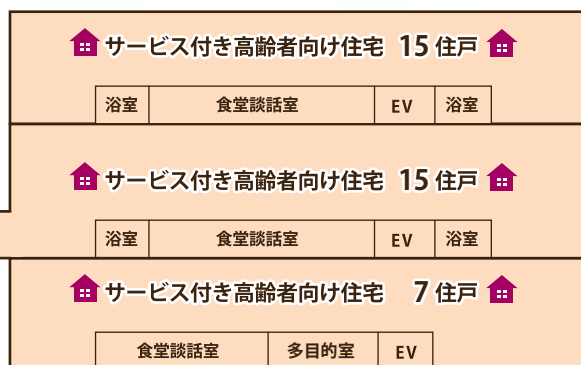 サービス付き高齢者向け住宅 15 住戸
浴室 食堂談話室 EV 浴室
サービス付き高齢者向け住宅 15 住戸
浴室 食堂談話室 EV 浴室
サービス付き高齢者向け住宅 7 住戸
食堂談話室 多目的室 EV